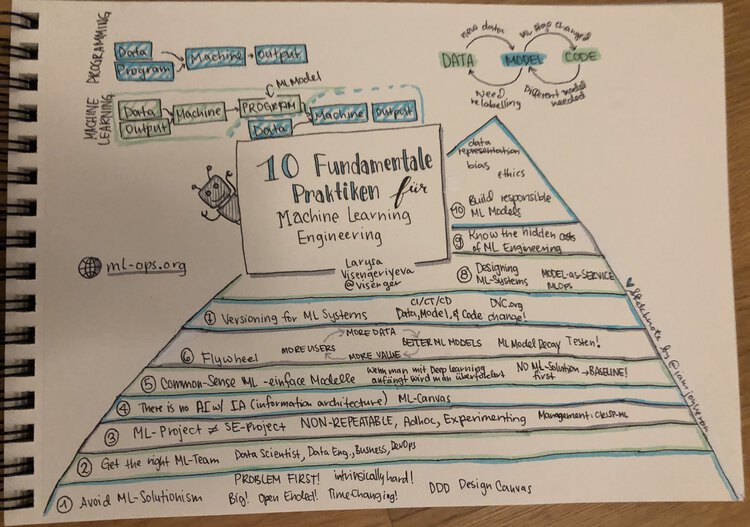 PROGRAMMING
Data
Program
Machine
Output
MACHINE LEARNING
Data
Output
Machine
PROGRAM
ML Model
Data
Machine
Output
new data
DATA
MODEL
CODE
Need relabelling
Different model needed
10 Fundamentale
Praktiken für
Machine Learning
Engineering
Larysa
Visengeriyeva
@visenger
ml-ops.org
data
representation
bias
ethics
10 Build responsible
ML Models
9 Know the hidden costs
of ML Engineering
8 Designing
ML-Systems
MODEL-AS-SERVICE
MLOps
7 Versioning for ML Systems
CI/CT/CD
Data, Model, & Code change!
DVC.org
6 Flywheel
MORE DATA
MORE USERS
BETTER ML MODELS
MORE VALUE
ML Model Decay Testen!
5 Common-Sense ML - einfache Modelle
Wenn man mit Deep learning
anfängt wird man überfordert
NO ML-Solution → BASELINE!
first
4 There is no AI w/ IA (information architecture) ML-Canvas
3 ML-Project ≠ SE-Project NON-REPEATABLE, Adhoc, Experimenting Management: CRISP-ML
2 Get the right ML-Team Data Scientist, Data Eng., Business, DevOps
PROBLEM FIRST! intrinsically hard!
1 Avoid ML-Solutionism Big! Open Ended! Time-Changing! DDD Design Canvas
Sketchnote by